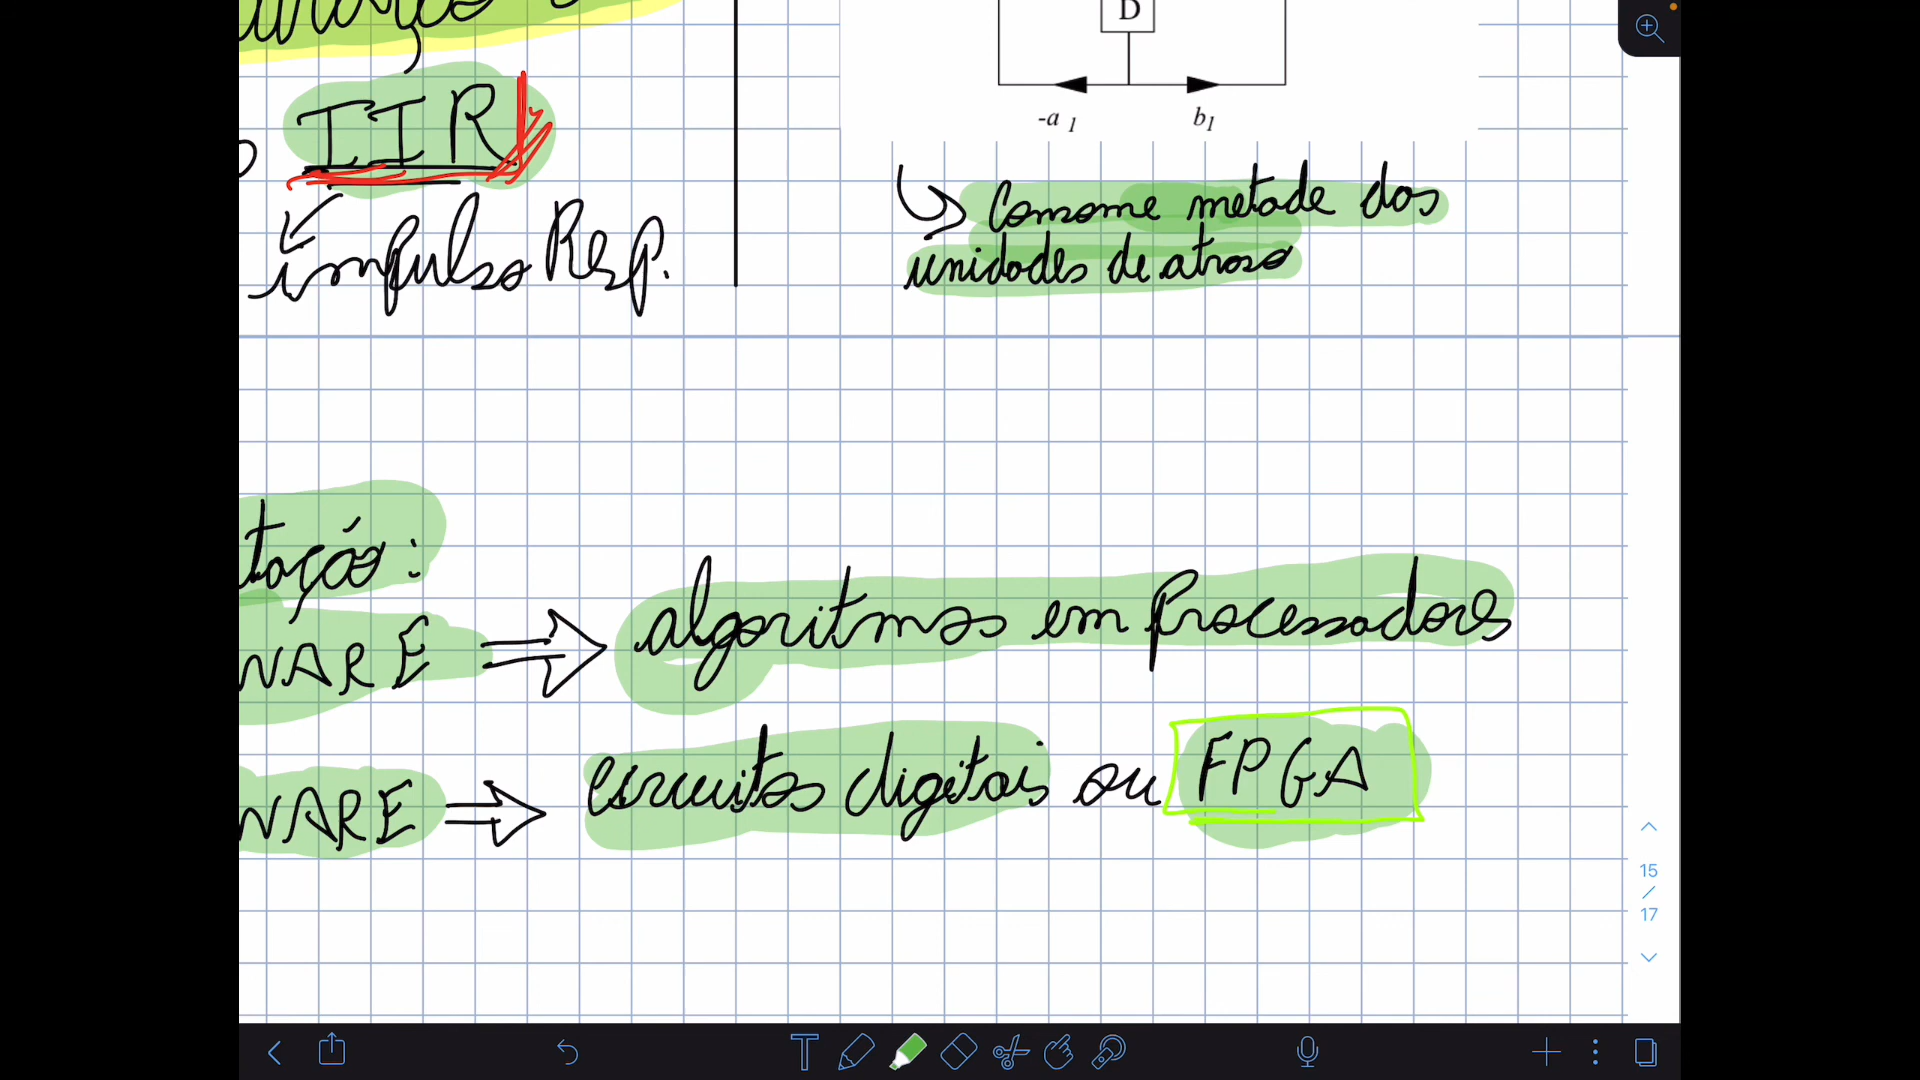 D
-a 1
b1
IIR
impulso Resp.
Consome metade das
unidades de atraso
tação:
WARE ⇒ algoritmos em Processadores
WARE ⇒ circuitos digitais ou FPGA
15
/
17
T